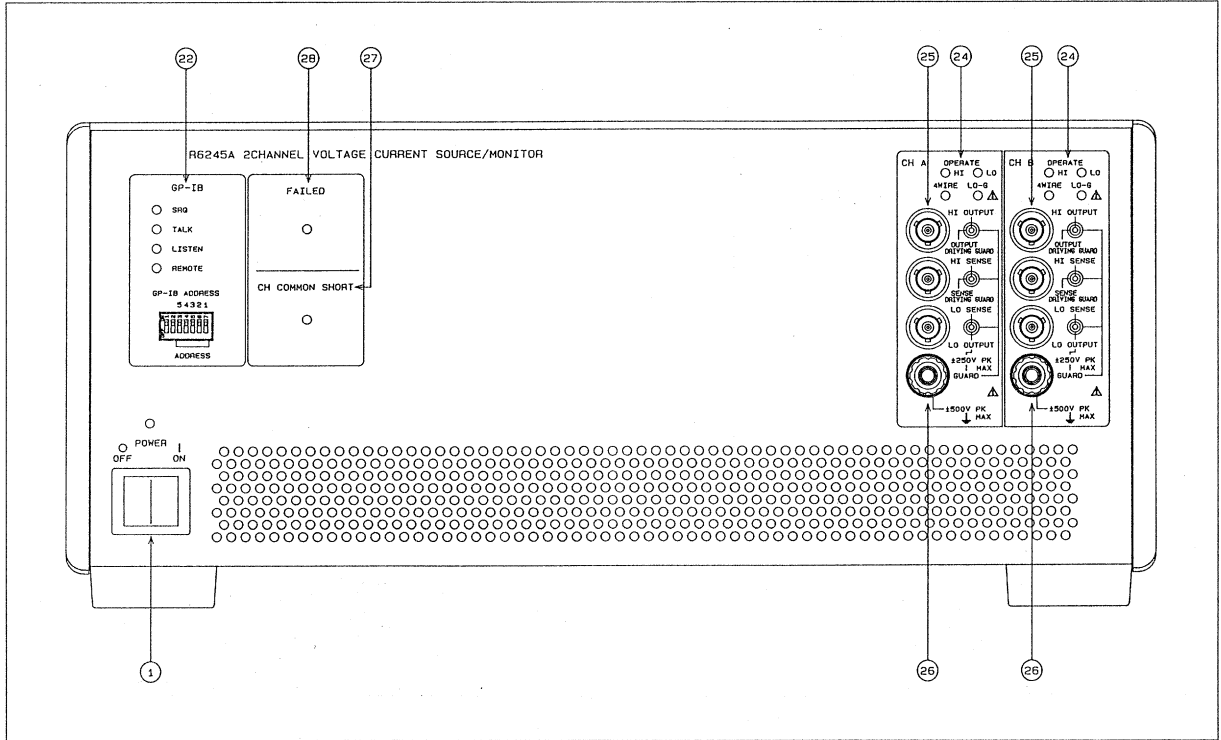 22
28
27
25
24
25
24
R6245A 2CHANNEL VOLTAGE CURRENT SOURCE/MONITOR
GP-IB
SRQ
TALK
LISTEN
REMOTE
GP-IB ADDRESS
54321
ADDRESS
FAILED
CH COMMON SHORT
CH A
OPERATE
HI LO
4WIRE LO-G
HI OUTPUT
OUTPUT
DRIVING GUARD
HI SENSE
SENSE
DRIVING GUARD
LO SENSE
LO OUTPUT
±250V PK
MAX
GUARD
±500V PK
MAX
CH B
OPERATE
HI LO
4WIRE LO-G
HI OUTPUT
OUTPUT
DRIVING GUARD
HI SENSE
SENSE
DRIVING GUARD
LO SENSE
LO OUTPUT
±250V PK
MAX
GUARD
±500V PK
MAX
POWER
OFF ON
1
26
26